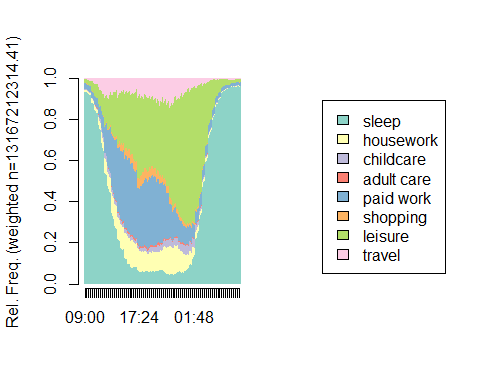 Rel. Freq. (weighted n=13167212314.41)
1.0
0.8
0.6
0.4
0.2
0.0
09:00 17:24 01:48
sleep
housework
childcare
adult care
paid work
shopping
leisure
travel